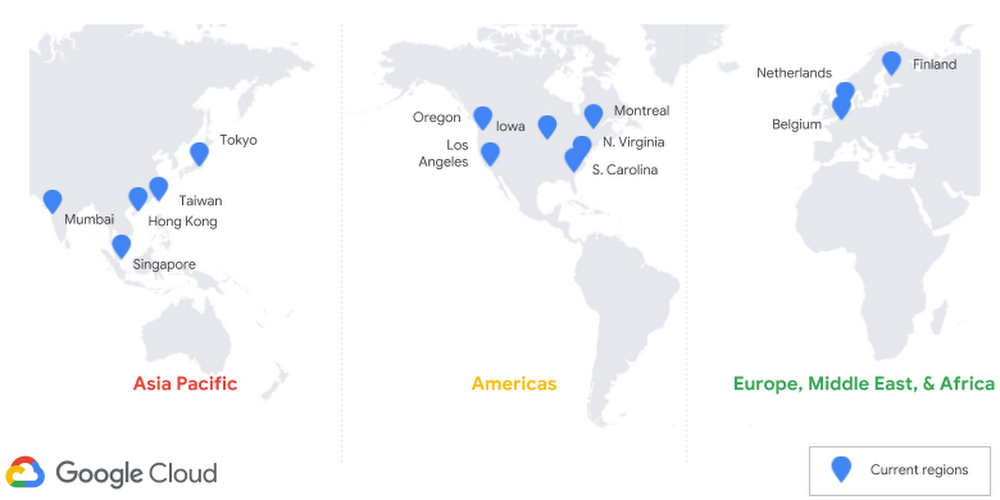 Tokyo
Mumbai
Taiwan
Hong Kong
Singapore
Asia Pacific
Oregon
Iowa
Montreal
Los
Angeles
N. Virginia
S. Carolina
Americas
Netherlands
Finland
Belgium
Europe, Middle East, & Africa
Google Cloud
Current regions